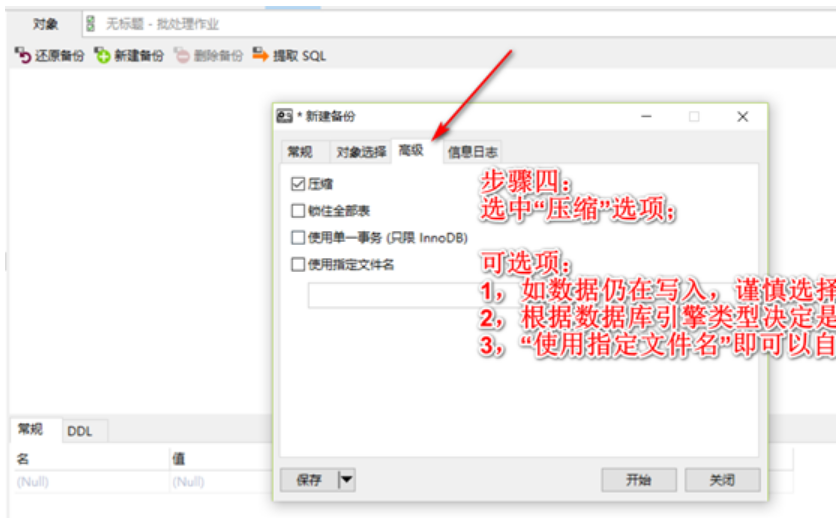 对象 无标题 - 批处理作业
还原备份 新建备份 删除备份 提取 SQL
* 新建备份
常规 对象选择 高级 信息日志
压缩
锁住全部表
使用单一事务 (只限 InnoDB)
使用指定文件名
步骤四：
选中“压缩”选项；
可选项：
1，如数据仍在写入，谨慎选择
2，根据数据库引擎类型决定是
3，“使用指定文件名”即可以自
常规 DDL
名 值
(Null) (Null)
保存 开始 关闭